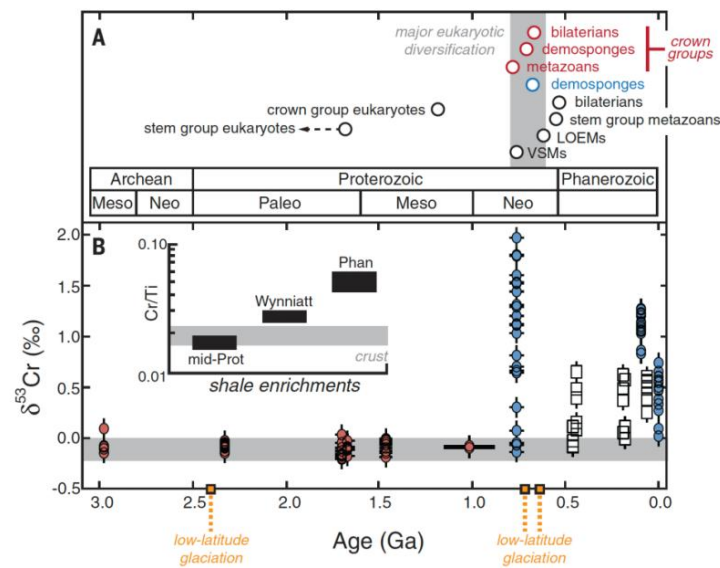 A
major eukaryotic
diversification
bilaterians
demosponges
metazoans
crown
groups
demosponges
crown group eukaryotes
bilaterians
stem group eukaryotes
stem group metazoans
LOEMs
VSMs
Archean
Proterozoic
Phanerozoic
Meso
Neo
Paleo
Meso
Neo
B
δ53Cr (‰)
2.0
1.5
1.0
0.5
0.0
-0.5
0.10
Cr/Ti
0.01
Phan
Wynniatt
mid-Prot
crust
shale enrichments
3.0
2.5
2.0
1.5
1.0
0.5
0.0
low-latitude
glaciation
Age (Ga)
low-latitude
glaciation